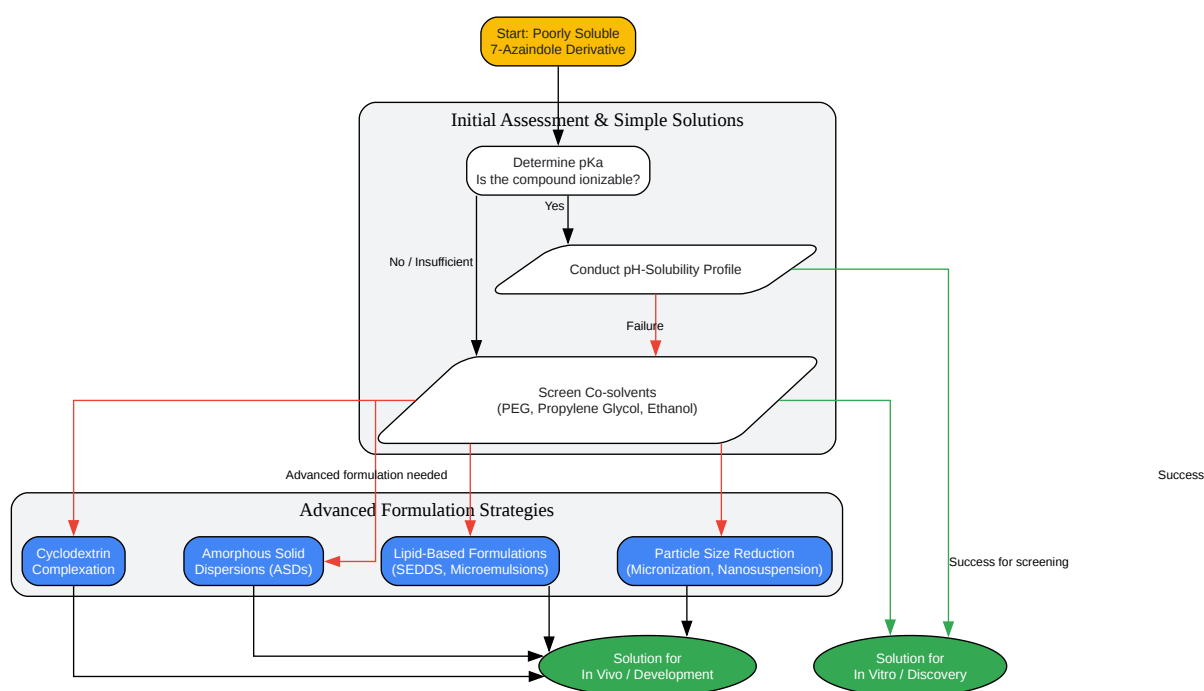 Start: Poorly Soluble
7-Azaindole Derivative
Initial Assessment & Simple Solutions
Determine pKa
Is the compound ionizable?
Yes
No / Insufficient
Conduct pH-Solubility Profile
Failure
Screen Co-solvents
(PEG, Propylene Glycol, Ethanol)
Advanced formulation needed
Success
Advanced Formulation Strategies
Cyclodextrin
Complexation
Amorphous Solid
Dispersions (ASDs)
Lipid-Based Formulations
(SEDDS, Microemulsions)
Particle Size Reduction
(Micronization, Nanosuspension)
Success for screening
Solution for
In Vivo / Development
Solution for
In Vitro / Discovery